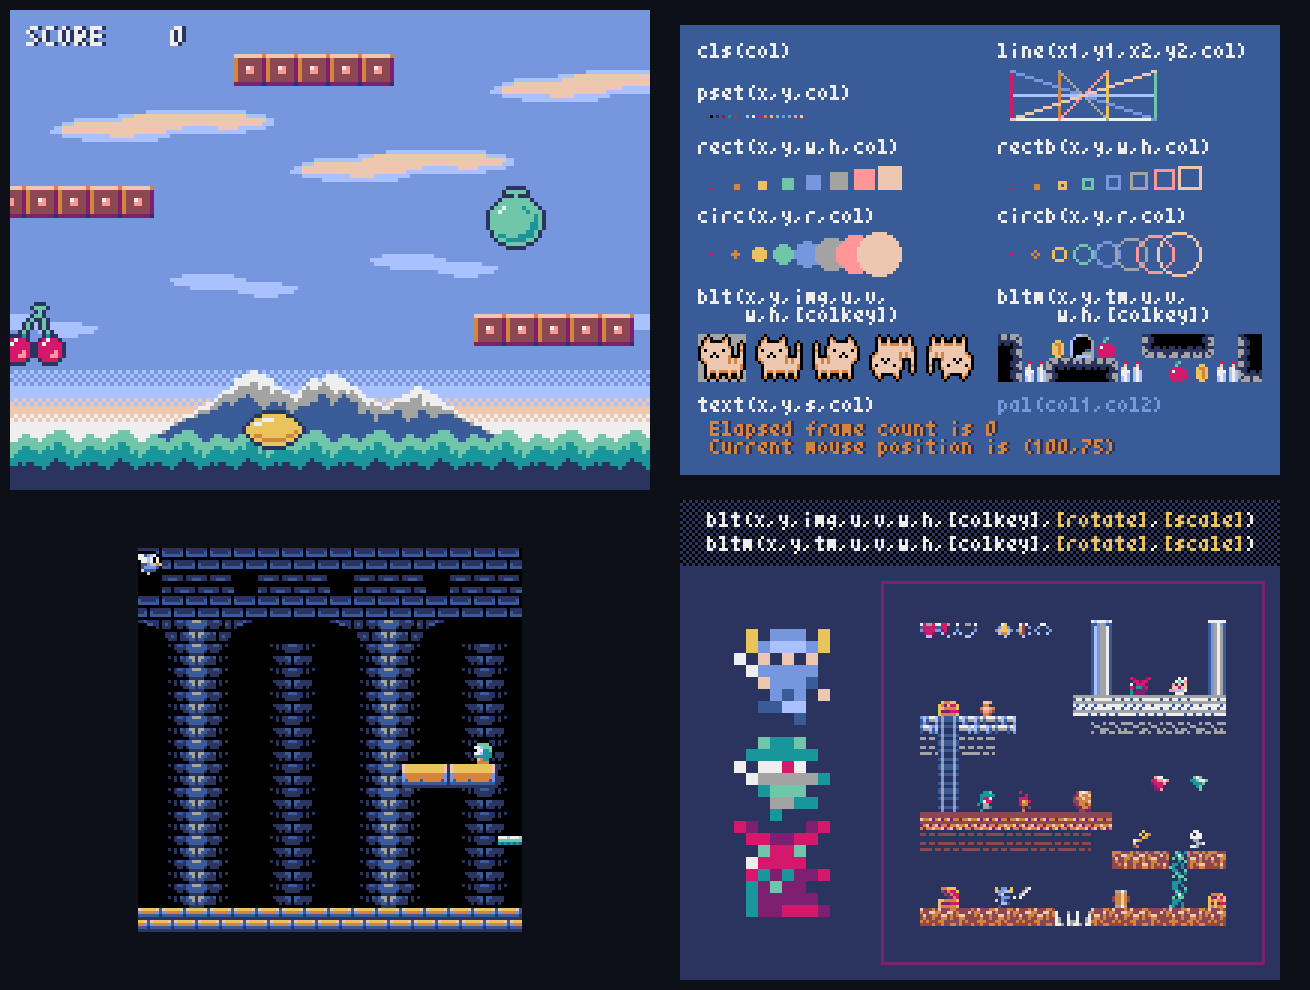 SCORE 0
cls(col)
pset(x,y,col)
rect(x,y,w,h,col)
circ(x,y,r,col)
blt(x,y,img,u,v,
w,h,[colkey])
text(x,y,s,col)
line(x1,y1,x2,y2,col)
rectb(x,y,w,h,col)
circb(x,y,r,col)
bltm(x,y,tm,u,v,
w,h,[colkey])
pal(col1,col2)
Elapsed frame count is 0
Current mouse position is (100,75)
blt(x,y,img,u,v,w,h,[colkey],[rotate],[scale])
bltm(x,y,tm,u,v,w,h,[colkey],[rotate],[scale])